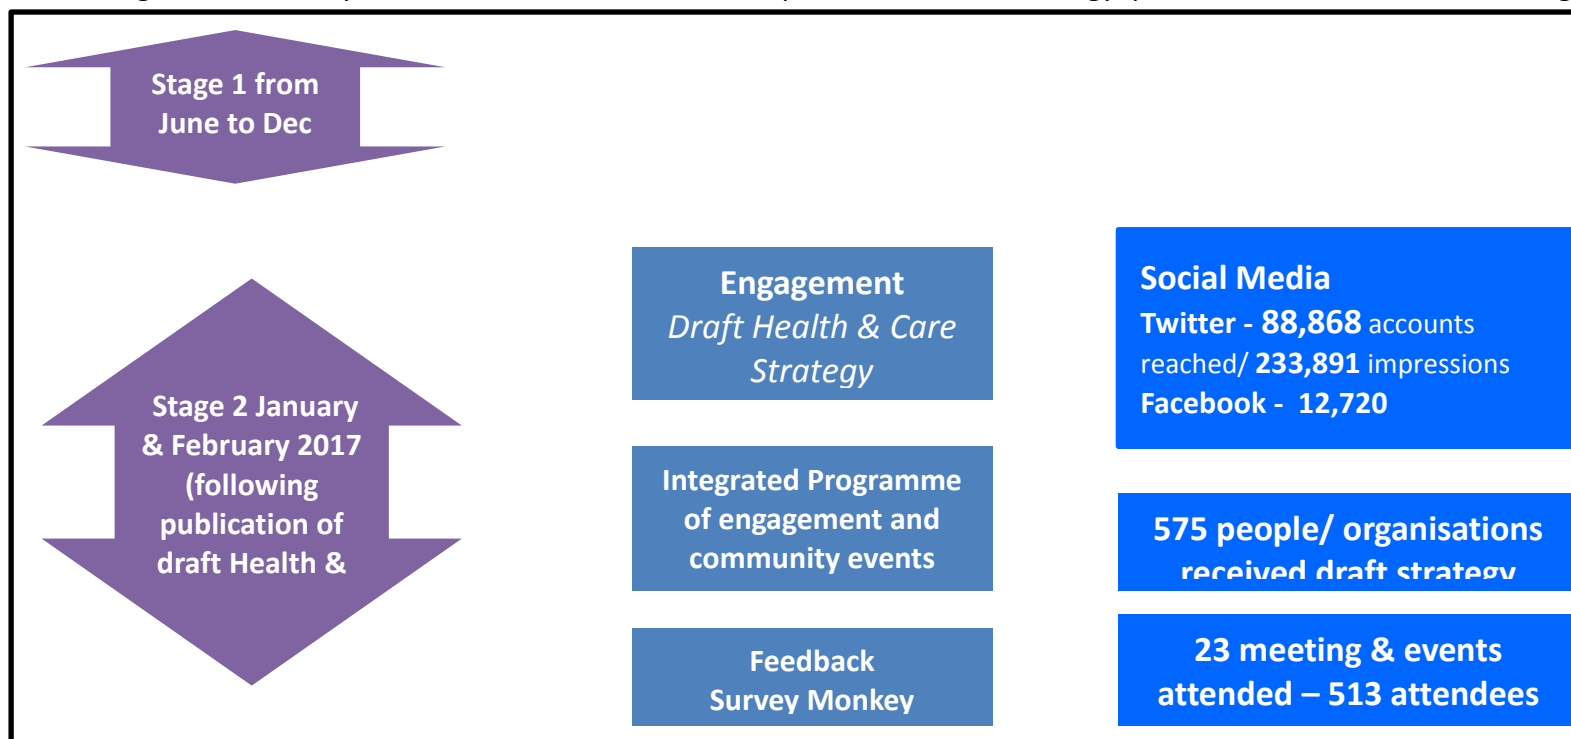 Stage 1 from
June to Dec
Engagement
Draft Health & Care
Strategy
Social Media
Twitter - 88,868 accounts
reached/ 233,891 impressions
Facebook - 12,720
Stage 2 January
& February 2017
(following
publication of
draft Health &
Integrated Programme
of engagement and
community events
575 people/ organisations
received draft strategy
Feedback
Survey Monkey
23 meeting & events
attended – 513 attendees